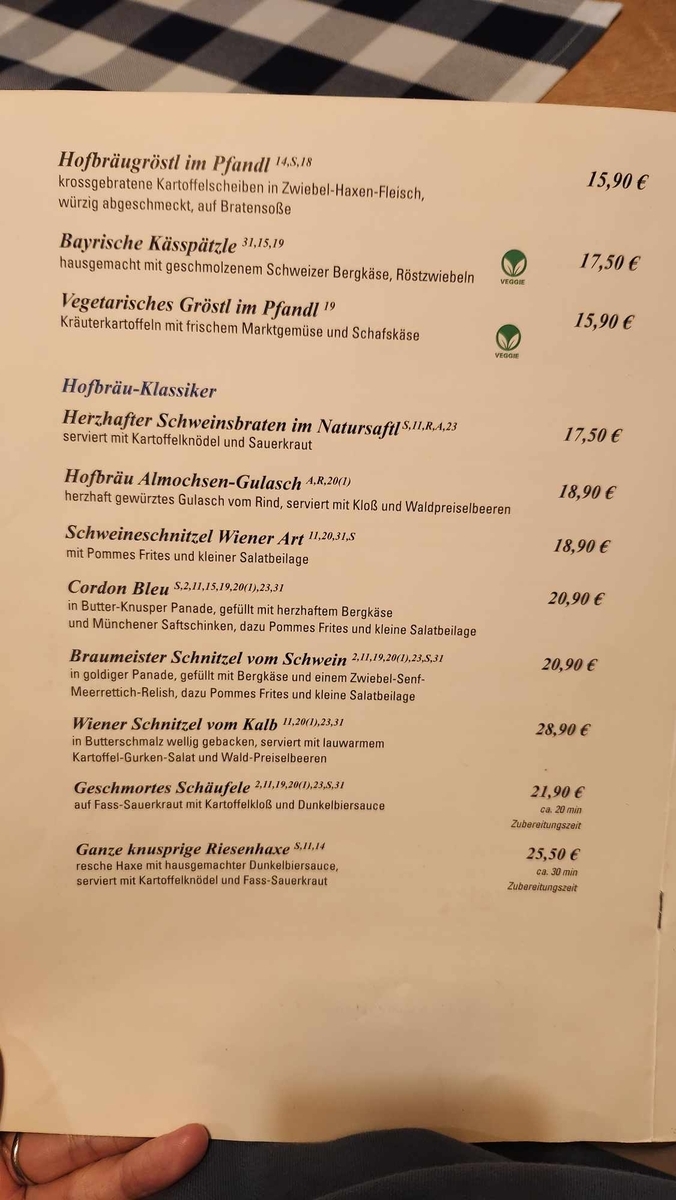 Hofbräugröstl im Pfandl 14,S,18
15,90 €
krossgebratene Kartoffelscheiben in Zwiebel-Haxen-Fleisch,
würzig abgeschmeckt, auf Bratensoße
Bayrische Kässpätzle 31,15,19
17,50 €
hausgemacht mit geschmolzenem Schweizer Bergkäse, Röstzwiebeln
VEGGIE
Vegetarisches Gröstl im Pfandl 19
15,90 €
Kräuterkartoffeln mit frischem Marktgemüse und Schafskäse
VEGGIE
Hofbräu-Klassiker
Herzhafter Schweinsbraten im Natursaftl S,11,R,A,23
17,50 €
serviert mit Kartoffelknödel und Sauerkraut
Hofbräu Almochsen-Gulasch A,R,20(1)
18,90 €
herzhaft gewürztes Gulasch vom Rind, serviert mit Kloß und Waldpreiselbeeren
Schweineschnitzel Wiener Art 11,20,31,S
18,90 €
mit Pommes Frites und kleiner Salatbeilage
Cordon Bleu S,2,11,15,19,20(1),23,31
20,90 €
in Butter-Knusper Panade, gefüllt mit herzhaftem Bergkäse
und Münchener Saftschinken, dazu Pommes Frites und kleine Salatbeilage
Braumeister Schnitzel vom Schwein 2,11,19,20(1),23,S,31
20,90 €
in goldiger Panade, gefüllt mit Bergkäse und einem Zwiebel-Senf-
Meerrettich-Relish, dazu Pommes Frites und kleine Salatbeilage
Wiener Schnitzel vom Kalb 11,20(1),23,31
28,90 €
in Butterschmalz wellig gebacken, serviert mit lauwarmem
Kartoffel-Gurken-Salat und Wald-Preiselbeeren
Geschmortes Schäufele 2,11,19,20(1),23,S,31
21,90 €
auf Fass-Sauerkraut mit Kartoffelkloß und Dunkelbiersauce
ca. 20 min
Zubereitungszeit
Ganze knusprige Riesenhaxe S,11,14
25,50 €
resche Haxe mit hausgemachter Dunkelbiersauce,
ca. 30 min
serviert mit Kartoffelknödel und Fass-Sauerkraut
Zubereitungszeit